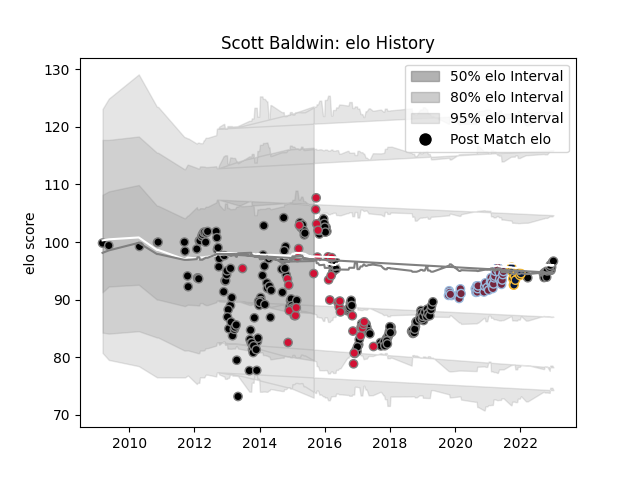 Scott Baldwin: elo History
50% elo Interval
80% elo Interval
95% elo Interval
Post Match elo
elo score
130
120
110
100
90
80
70
2010 2012 2014 2016 2018 2020 2022